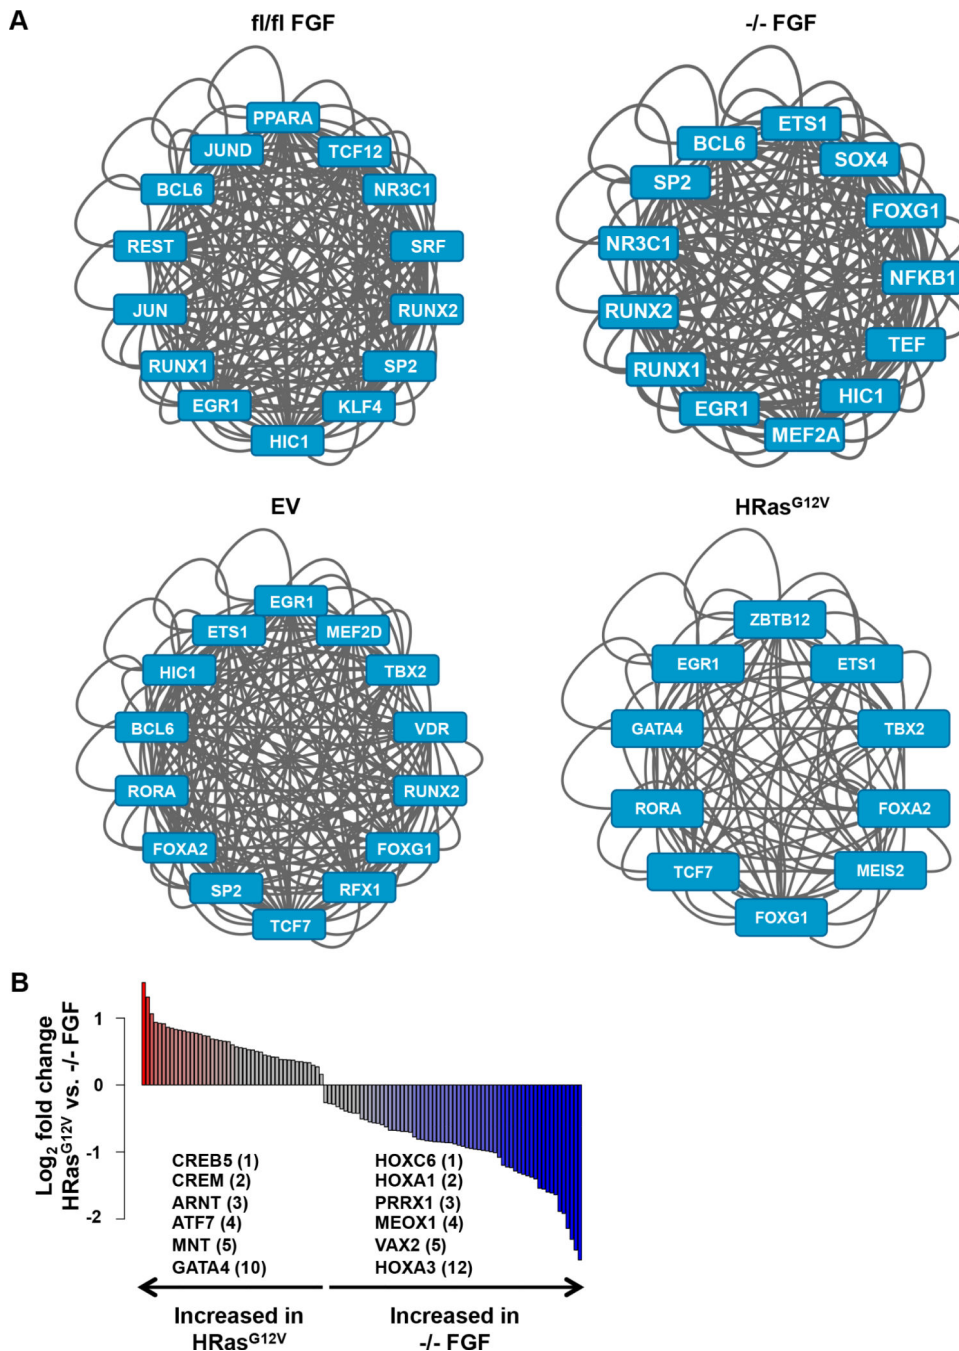 A
fl/fl FGF
-/- FGF
PPARA
JUND
TCF12
BCL6
NR3C1
REST
SRF
JUN
RUNX2
RUNX1
SP2
EGR1
KLF4
HIC1
ETS1
BCL6
SOX4
SP2
FOXG1
NR3C1
NFKB1
RUNX2
TEF
RUNX1
HIC1
EGR1
MEF2A
EV
HRasG12V
EGR1
ETS1
MEF2D
HIC1
TBX2
BCL6
VDR
RORA
RUNX2
FOXA2
FOXG1
SP2
RFX1
TCF7
ZBTB12
EGR1
ETS1
GATA4
TBX2
RORA
FOXA2
TCF7
MEIS2
FOXG1
B
Log2 fold change
HRasG12V vs. -/- FGF
1
0
-1
-2
CREB5 (1)
CREM (2)
ARNT (3)
ATF7 (4)
MNT (5)
GATA4 (10)
HOXC6 (1)
HOXA1 (2)
PRRX1 (3)
MEOX1 (4)
VAX2 (5)
HOXA3 (12)
Increased in
HRasG12V
Increased in
-/- FGF